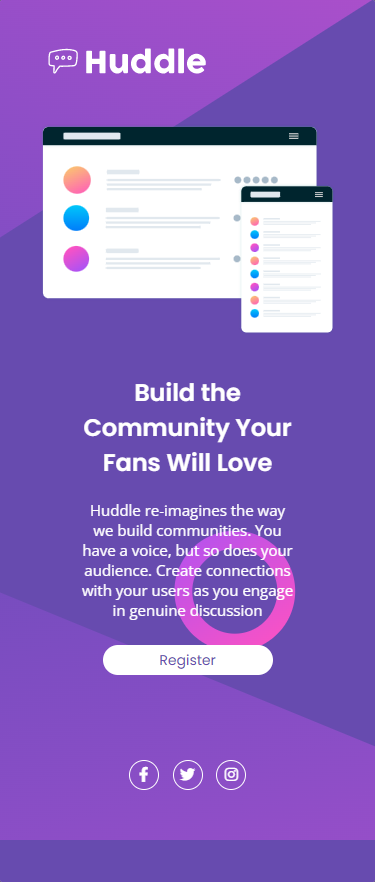 Huddle
Build the
Community Your
Fans Will Love
Huddle re-imagines the way
we build communities. You
have a voice, but so does your
audience. Create connections
with your users as you engage
in genuine discussion
Register